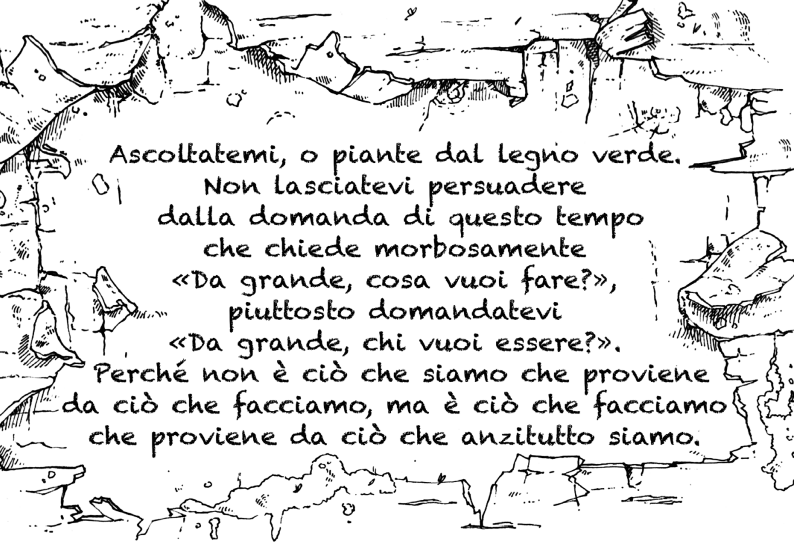 Ascoltatemi, o piante dal legno verde.
Non lasciatevi persuadere
dalla domanda di questo tempo
che chiede morbosamente
«Da grande, cosa vuoi fare?»,
piuttosto domandatevi
«Da grande, chi vuoi essere?».
Perché non è ciò che siamo che proviene
da ciò che facciamo, ma è ciò che facciamo
che proviene da ciò che anzitutto siamo.